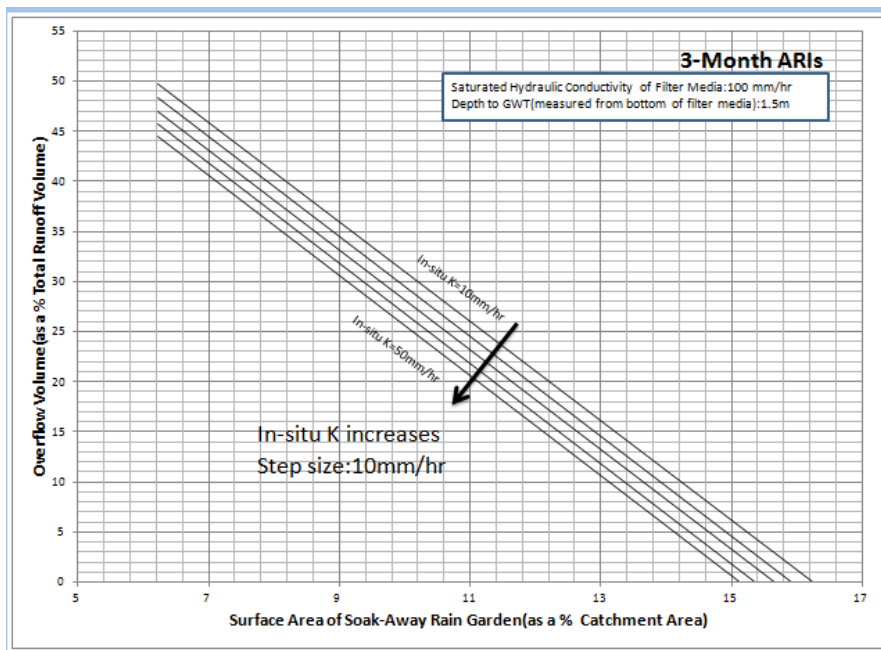 3-Month ARIs
Saturated Hydraulic Conductivity of Filter Media:100 mm/hr
Depth to GWT(measured from bottom of filter media):1.5m
Overflow Volume(as a % Total Runoff Volume)
55
50
45
40
35
30
25
20
15
10
5
0
In-situ K=10mm/hr
In-situ K=50mm/hr
In-situ K increases
Step size:10mm/hr
5 7 9 11 13 15 17
Surface Area of Soak-Away Rain Garden(as a % Catchment Area)